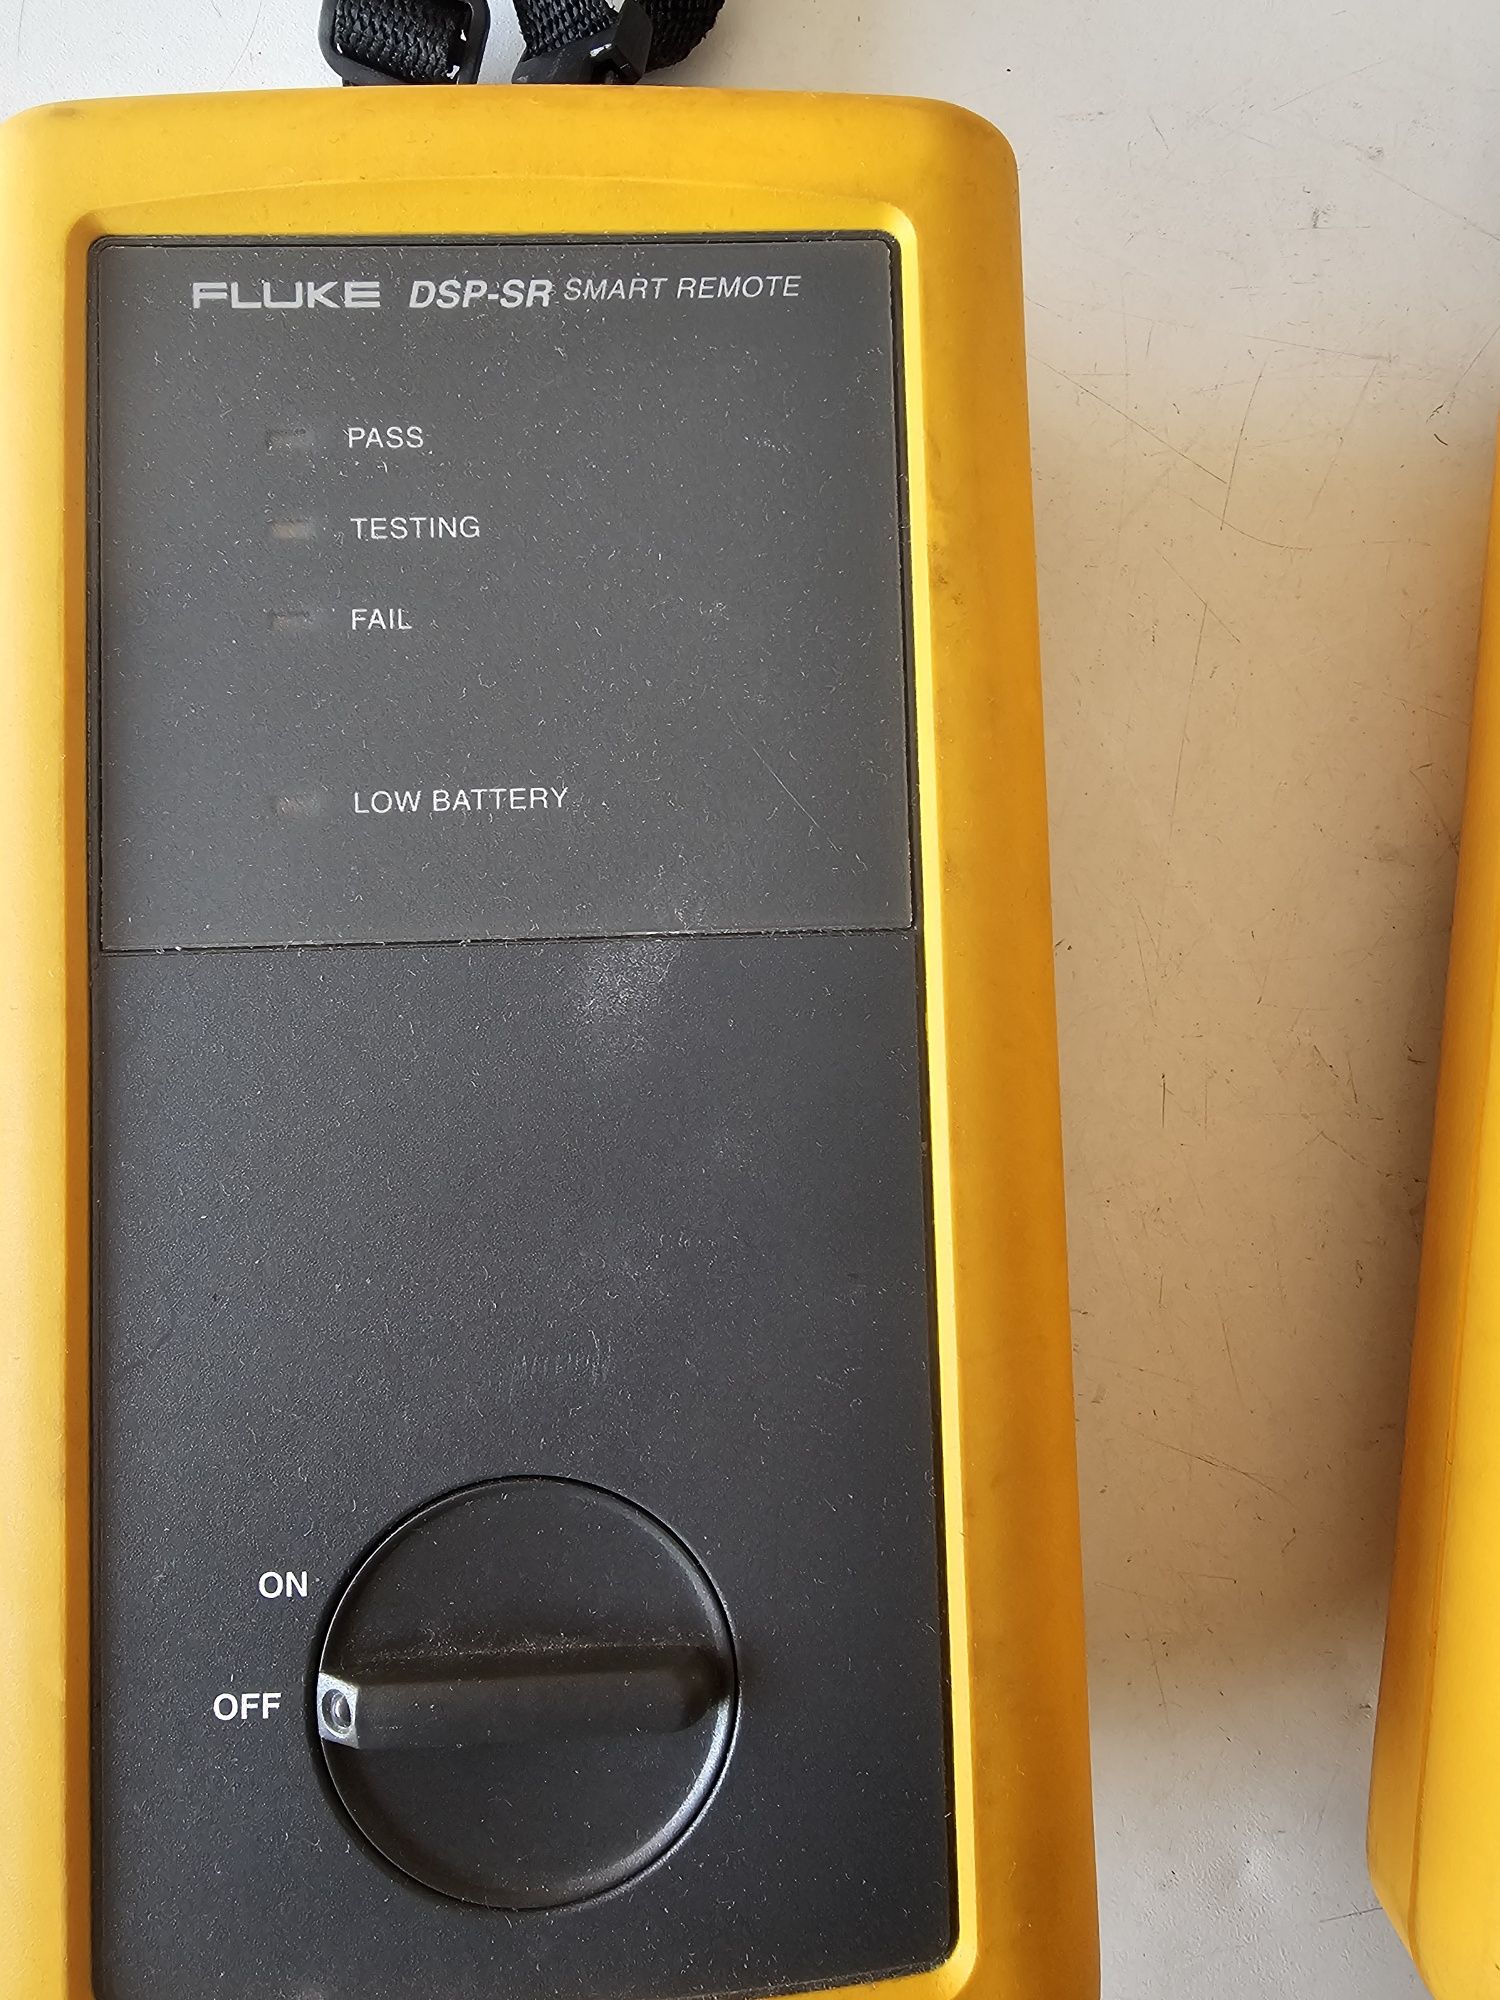 FLUKE DSP-SR SMART REMOTE
PASS
TESTING
FAIL
LOW BATTERY
ON
OFF